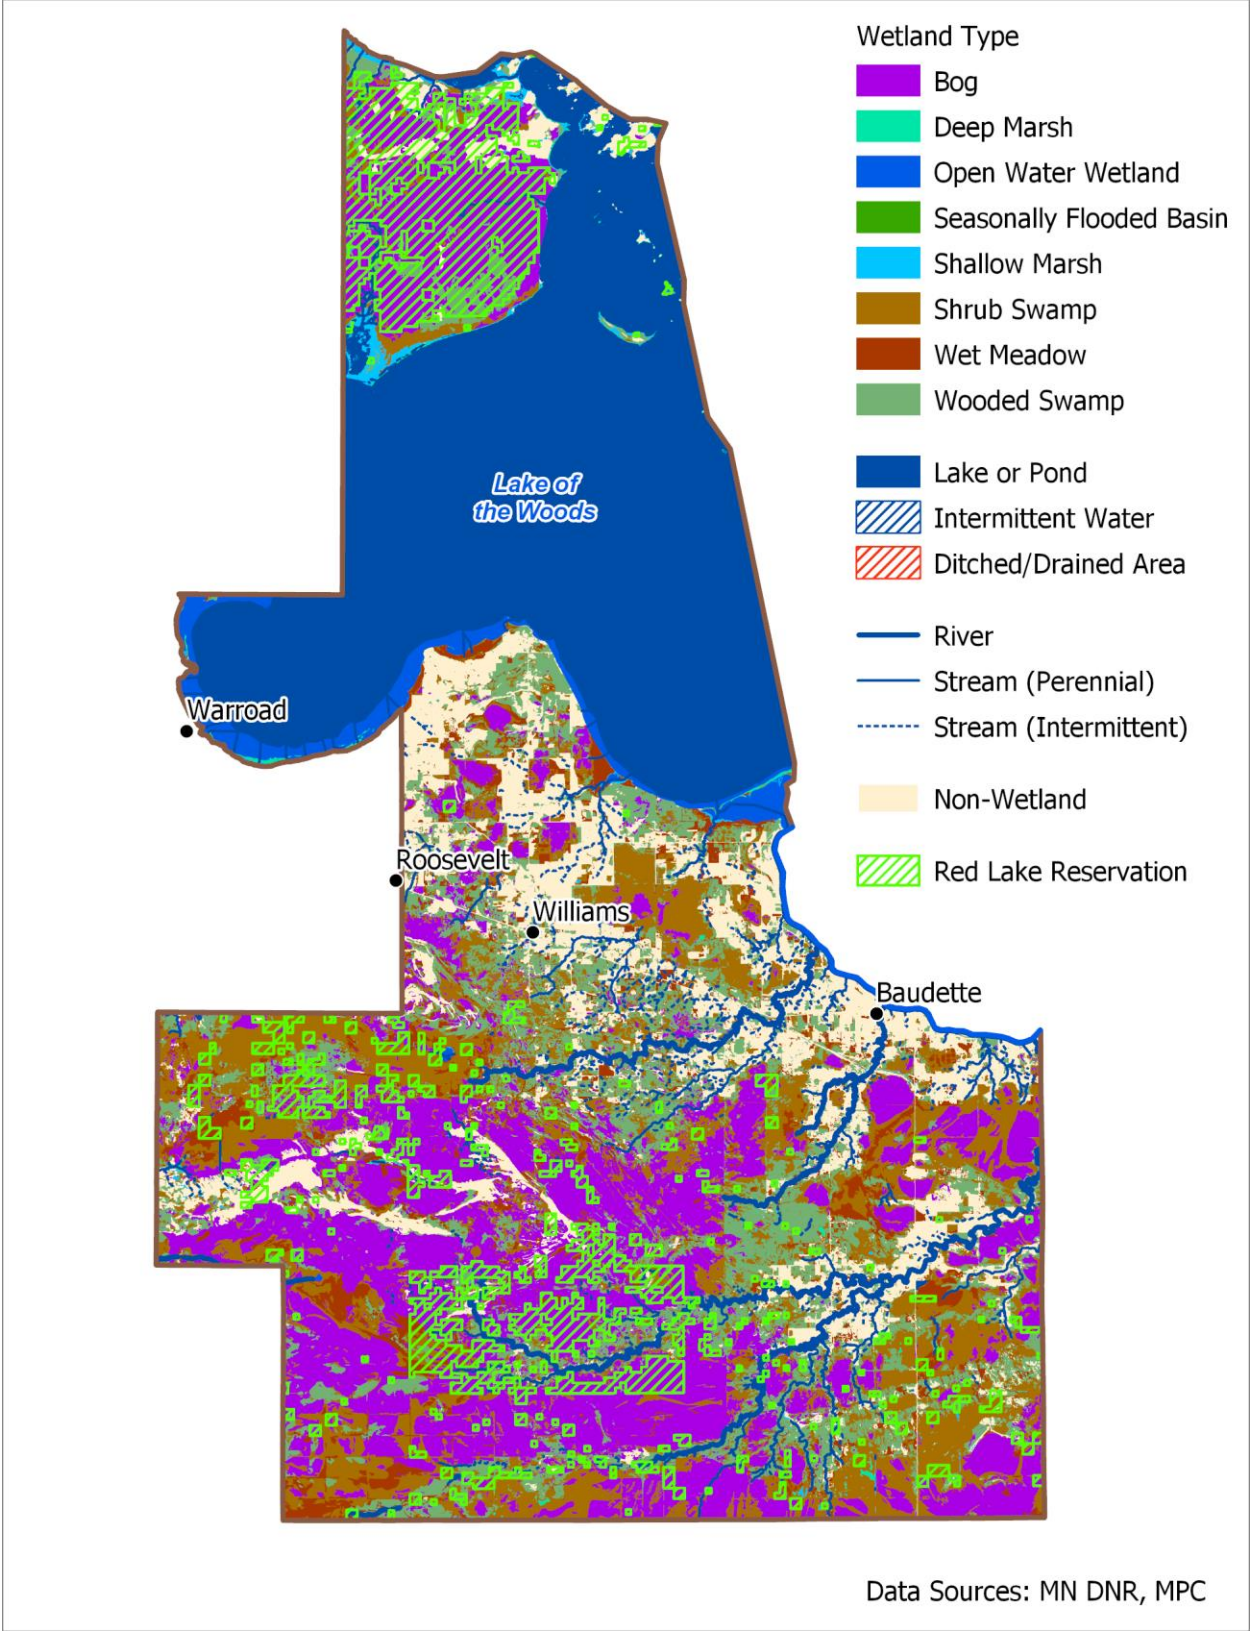 Wetland Type
Bog
Deep Marsh
Open Water Wetland
Seasonally Flooded Basin
Shallow Marsh
Shrub Swamp
Wet Meadow
Wooded Swamp
Lake or Pond
Intermittent Water
Ditched/Drained Area
River
Stream (Perennial)
Stream (Intermittent)
Non-Wetland
Red Lake Reservation
Lake of
the Woods
Warroad
Roosevelt
Williams
Baudette
Data Sources: MN DNR, MPC